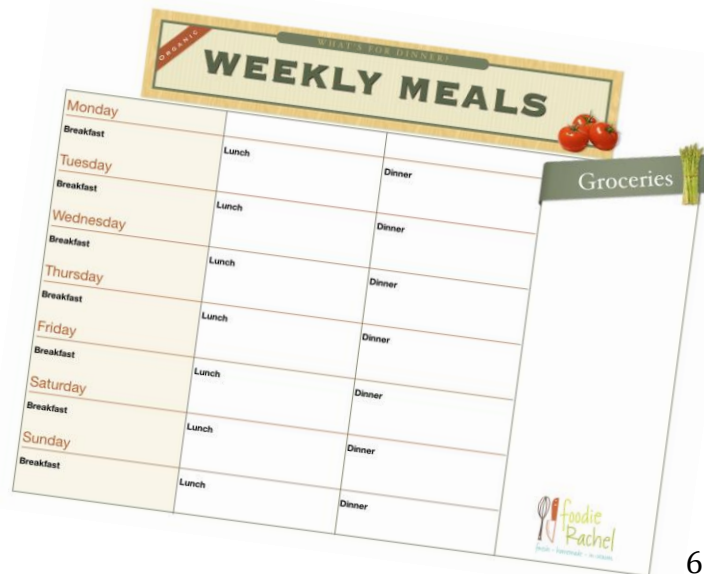 ORGANIC
WHAT'S FOR DINNER?
WEEKLY MEALS
Groceries
Monday
Breakfast
Lunch
Dinner
Tuesday
Breakfast
Lunch
Dinner
Wednesday
Breakfast
Lunch
Dinner
Thursday
Breakfast
Lunch
Dinner
Friday
Breakfast
Lunch
Dinner
Saturday
Breakfast
Lunch
Dinner
Sunday
Breakfast
Lunch
Dinner
foodie
Rachel
6